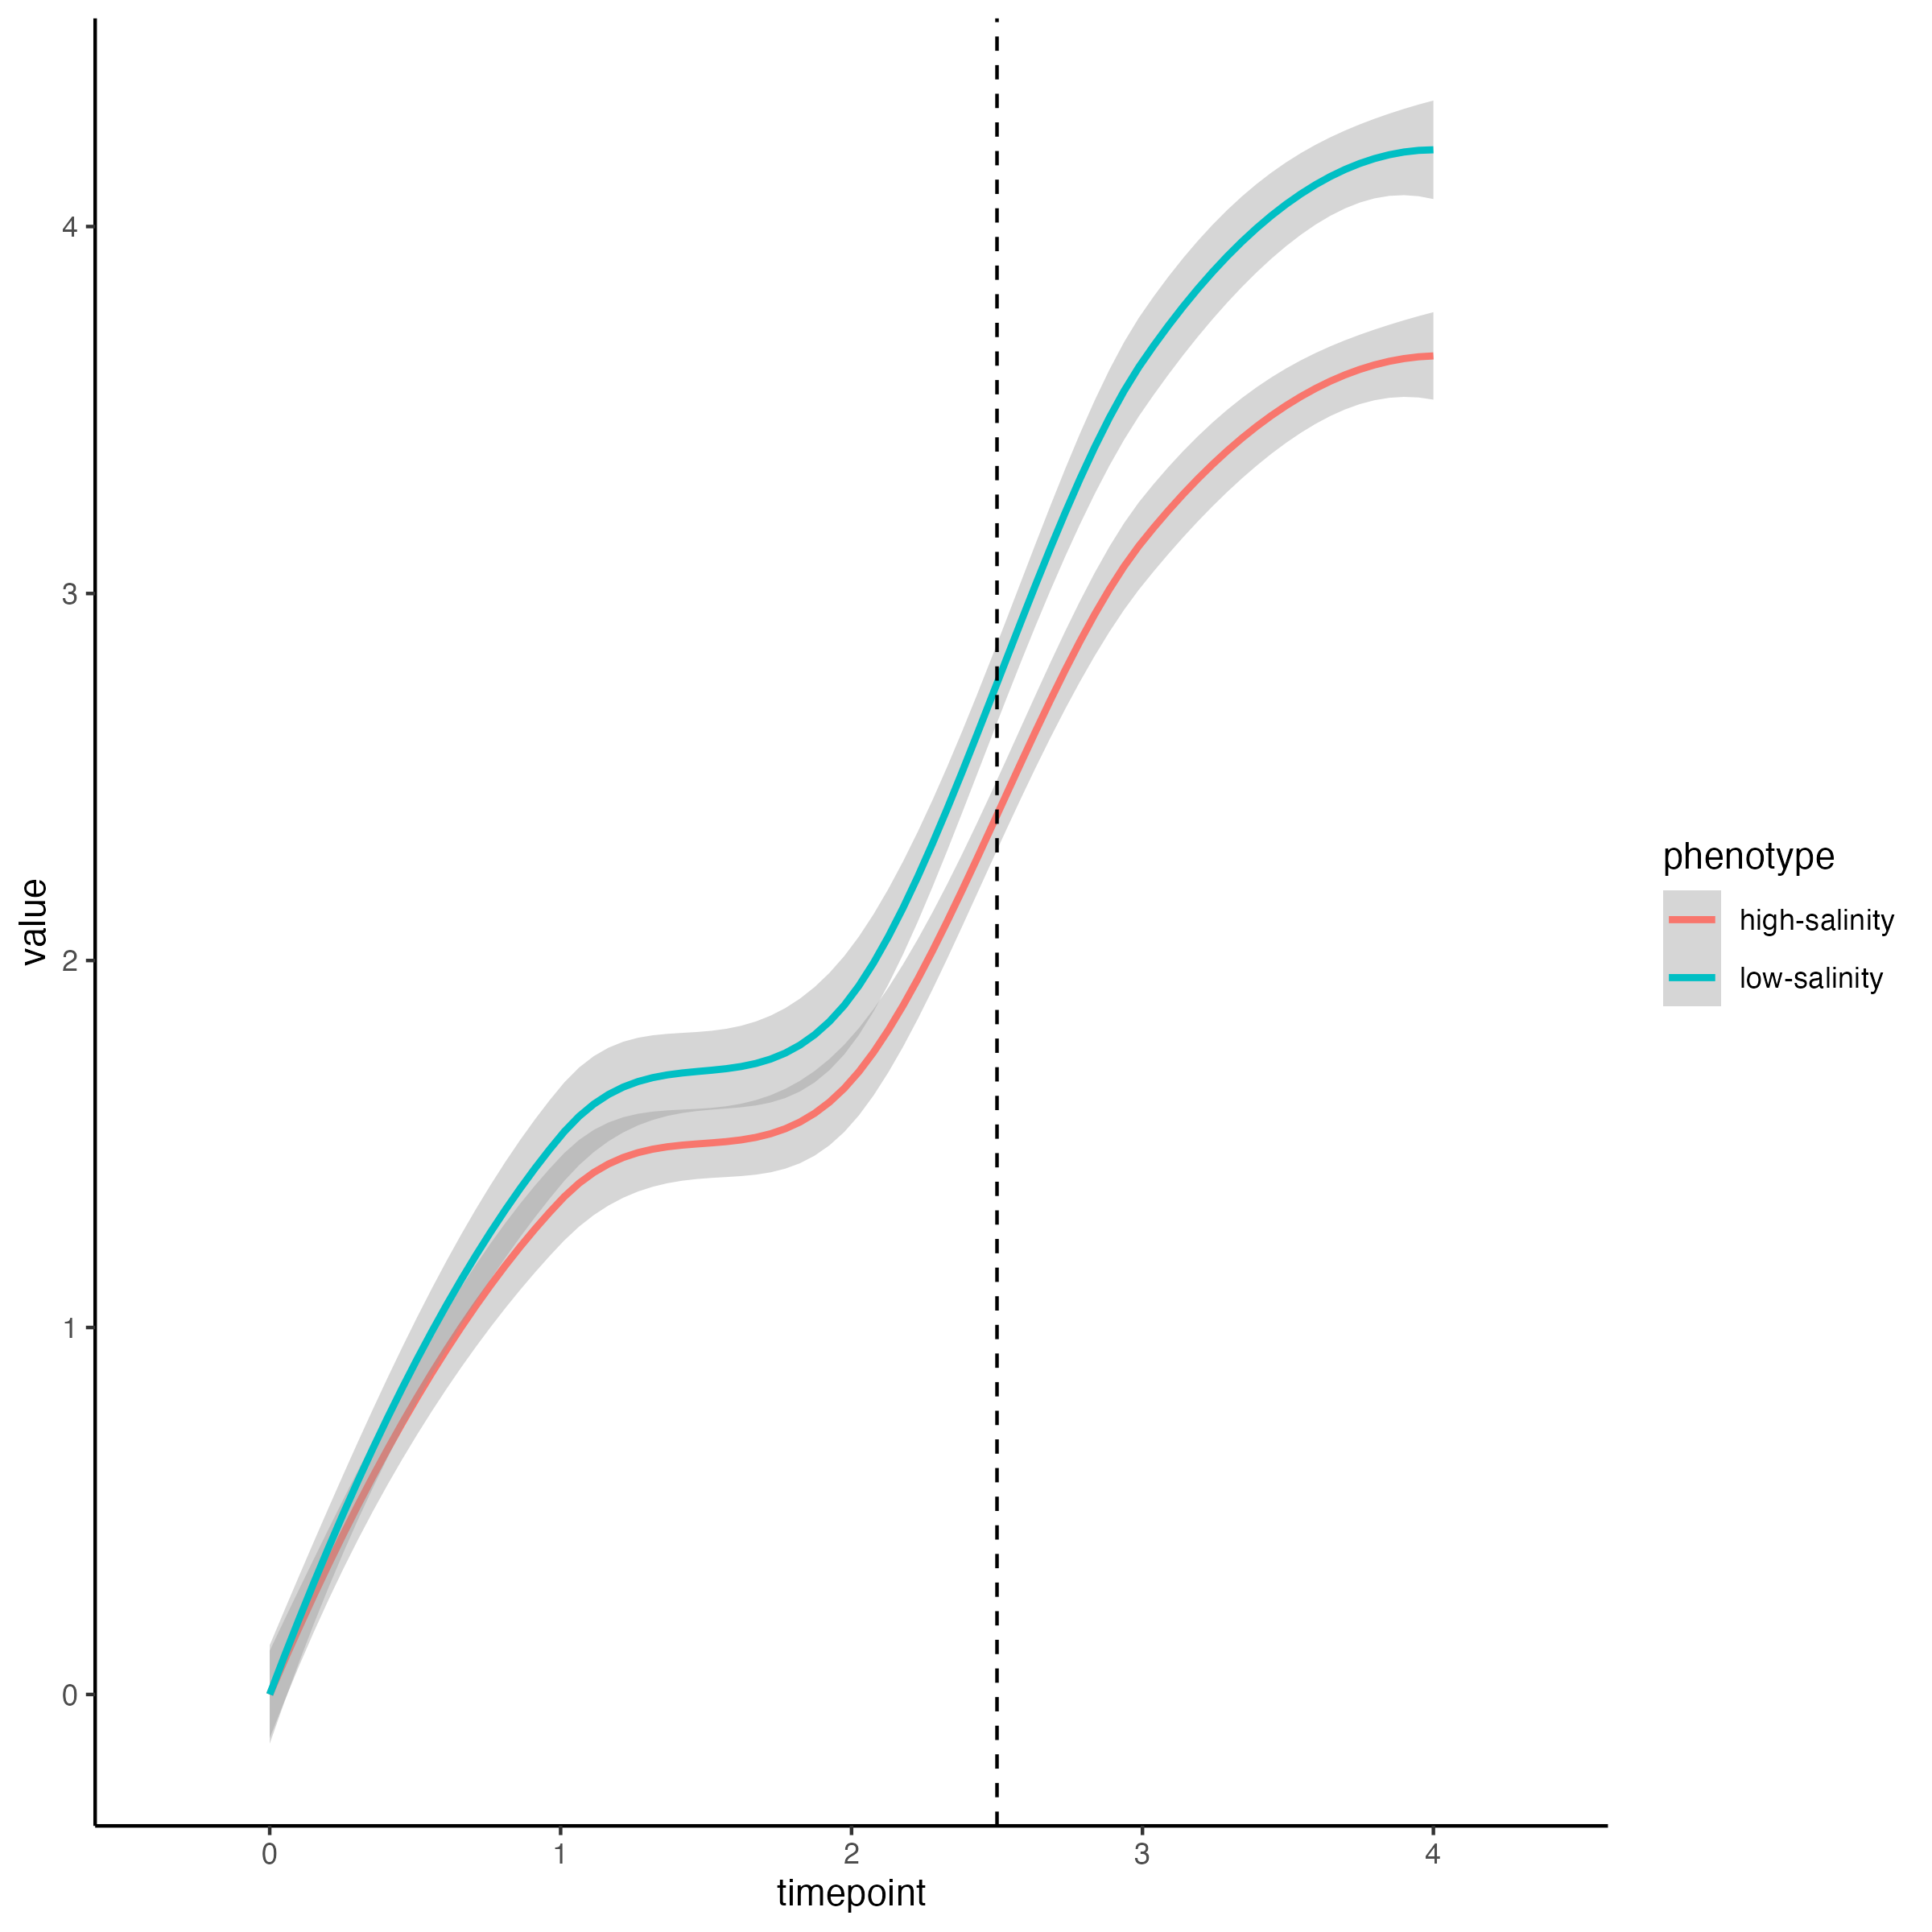 4
3
2
1
0
value
0 1 2 3 4
timepoint
phenotype
high-salinity
low-salinity